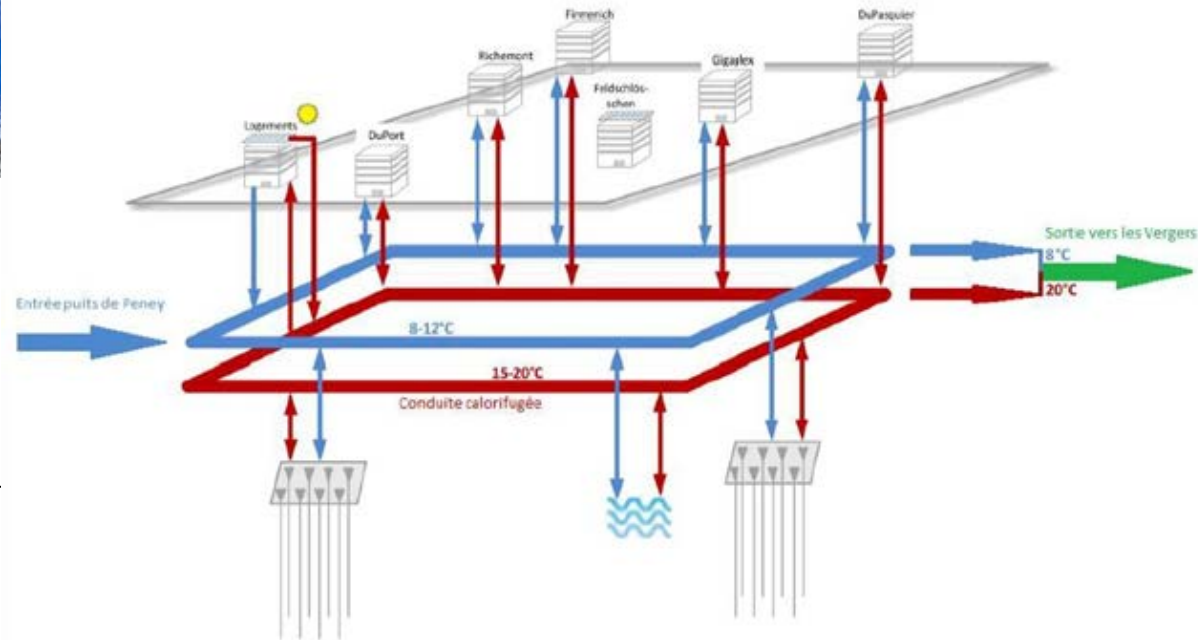 Firmenich
DuPasquier
Richemont
Gigaplex
Feldschlös-
schen
Logements
DuPort
Sortie vers les Vergers
8°C
20°C
Entrée puits de Peney
8-12°C
15-20°C
Conduite calorifugée